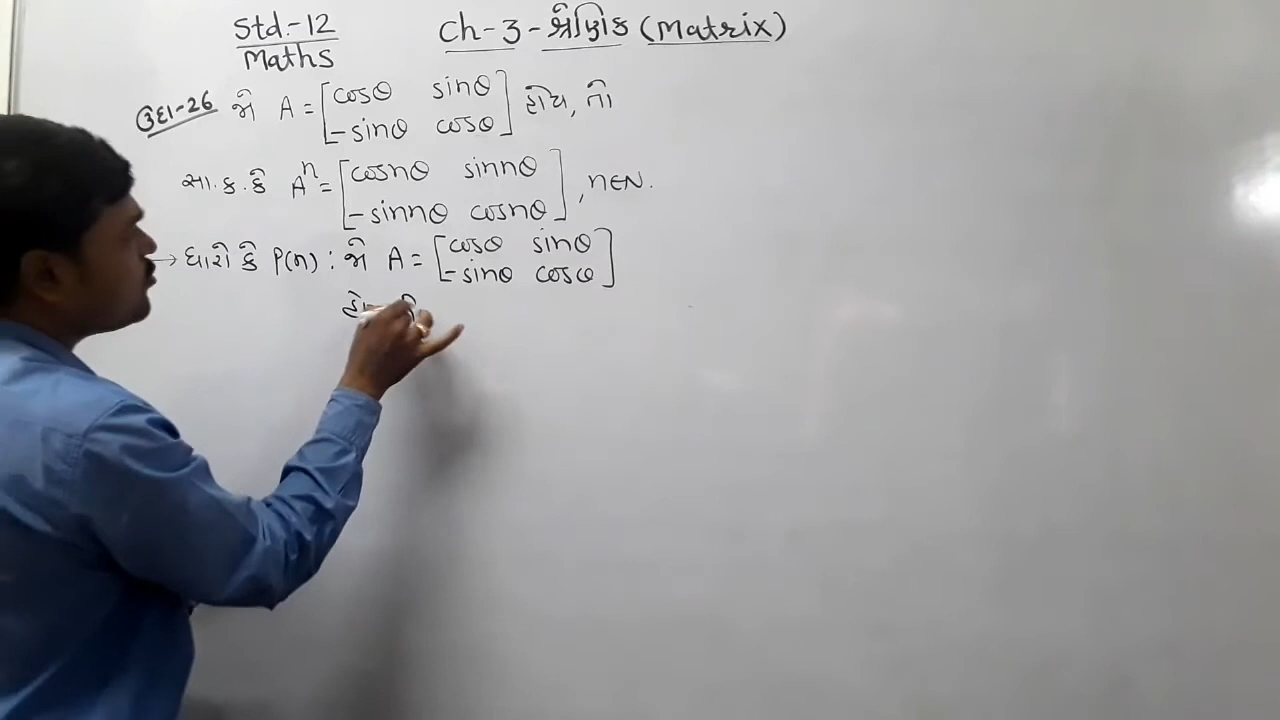 Std.-12
Maths
Ch-3-શ્રેણિક (Matrix)
ઉદા-26 જો A = [cosθ sinθ
-sinθ cosθ] હોય, તો
સા.ક.કે Aⁿ = [cosnθ sinnθ
-sinnθ cosnθ], n∈N.
→ ધારો કે P(n) : જો A = [cosθ sinθ
-sinθ cosθ]